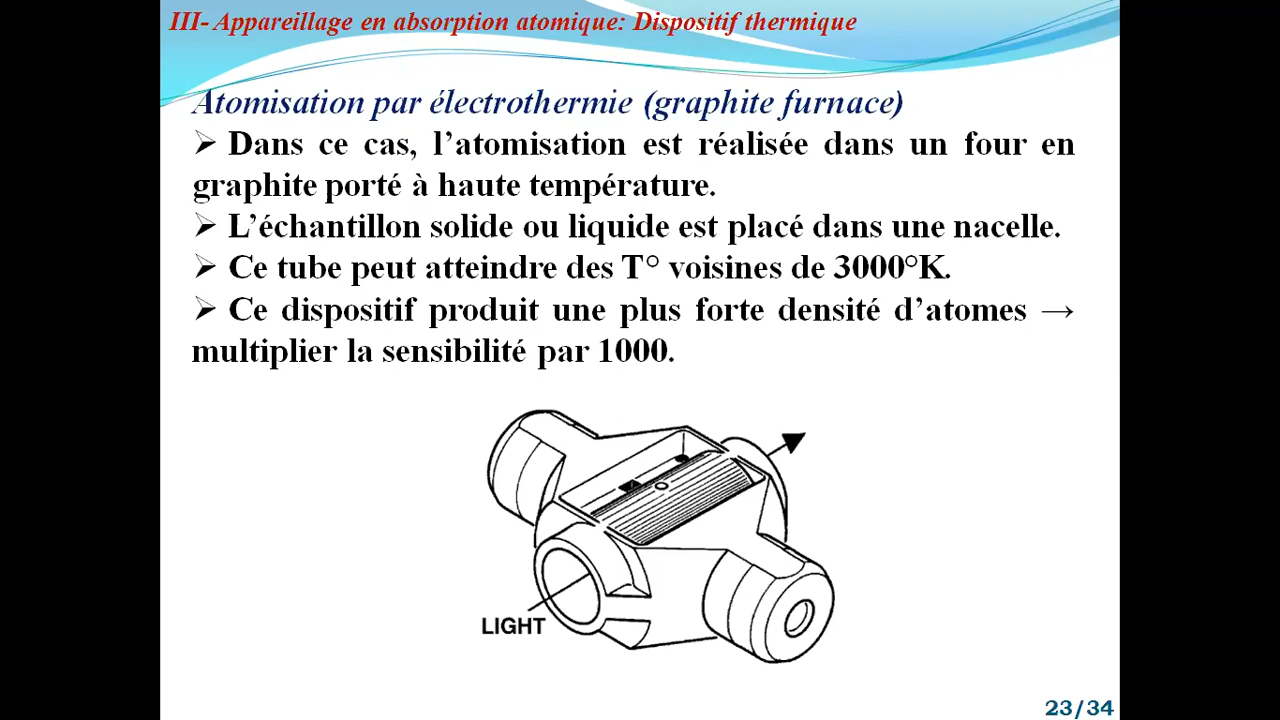 III- Appareillage en absorption atomique: Dispositif thermique
Atomisation par électrothermie (graphite furnace)
➢ Dans ce cas, l’atomisation est réalisée dans un four en
graphite porté à haute température.
➢ L’échantillon solide ou liquide est placé dans une nacelle.
➢ Ce tube peut atteindre des T° voisines de 3000°K.
➢ Ce dispositif produit une plus forte densité d’atomes →
multiplier la sensibilité par 1000.
LIGHT
23/34